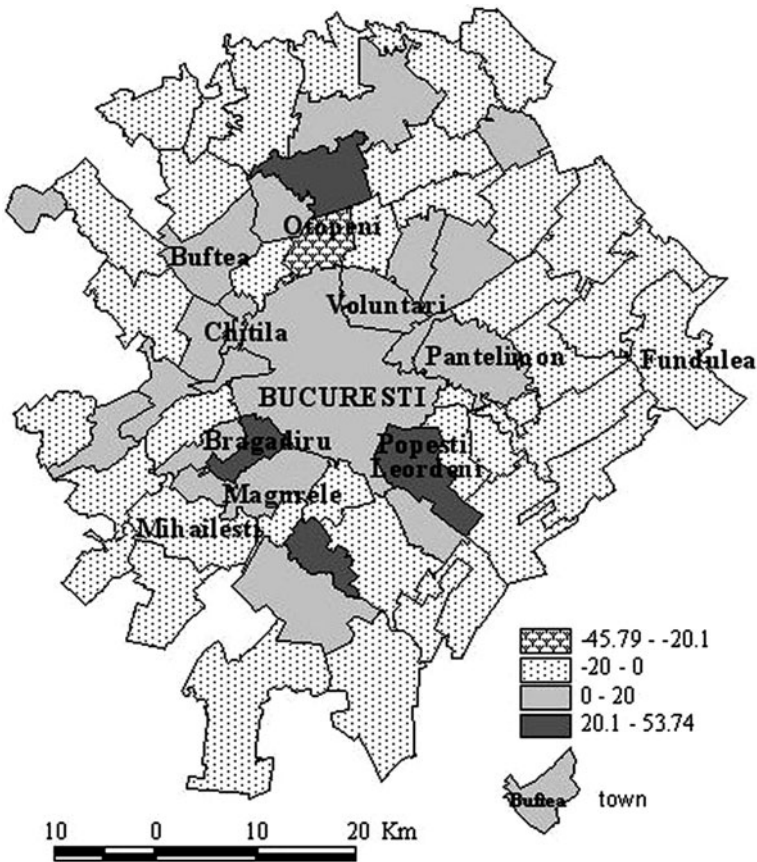 Otopeni
Buftea
Voluntari
Chitila
Pantelimon
Fundulea
BUCURESTI
Bragadiru
Popesti
Leordeni
Magurele
Mihailesti
-45.79 - -20.1
-20 - 0
0 - 20
20.1 - 53.74
Buftea town
10 0 10 20 Km